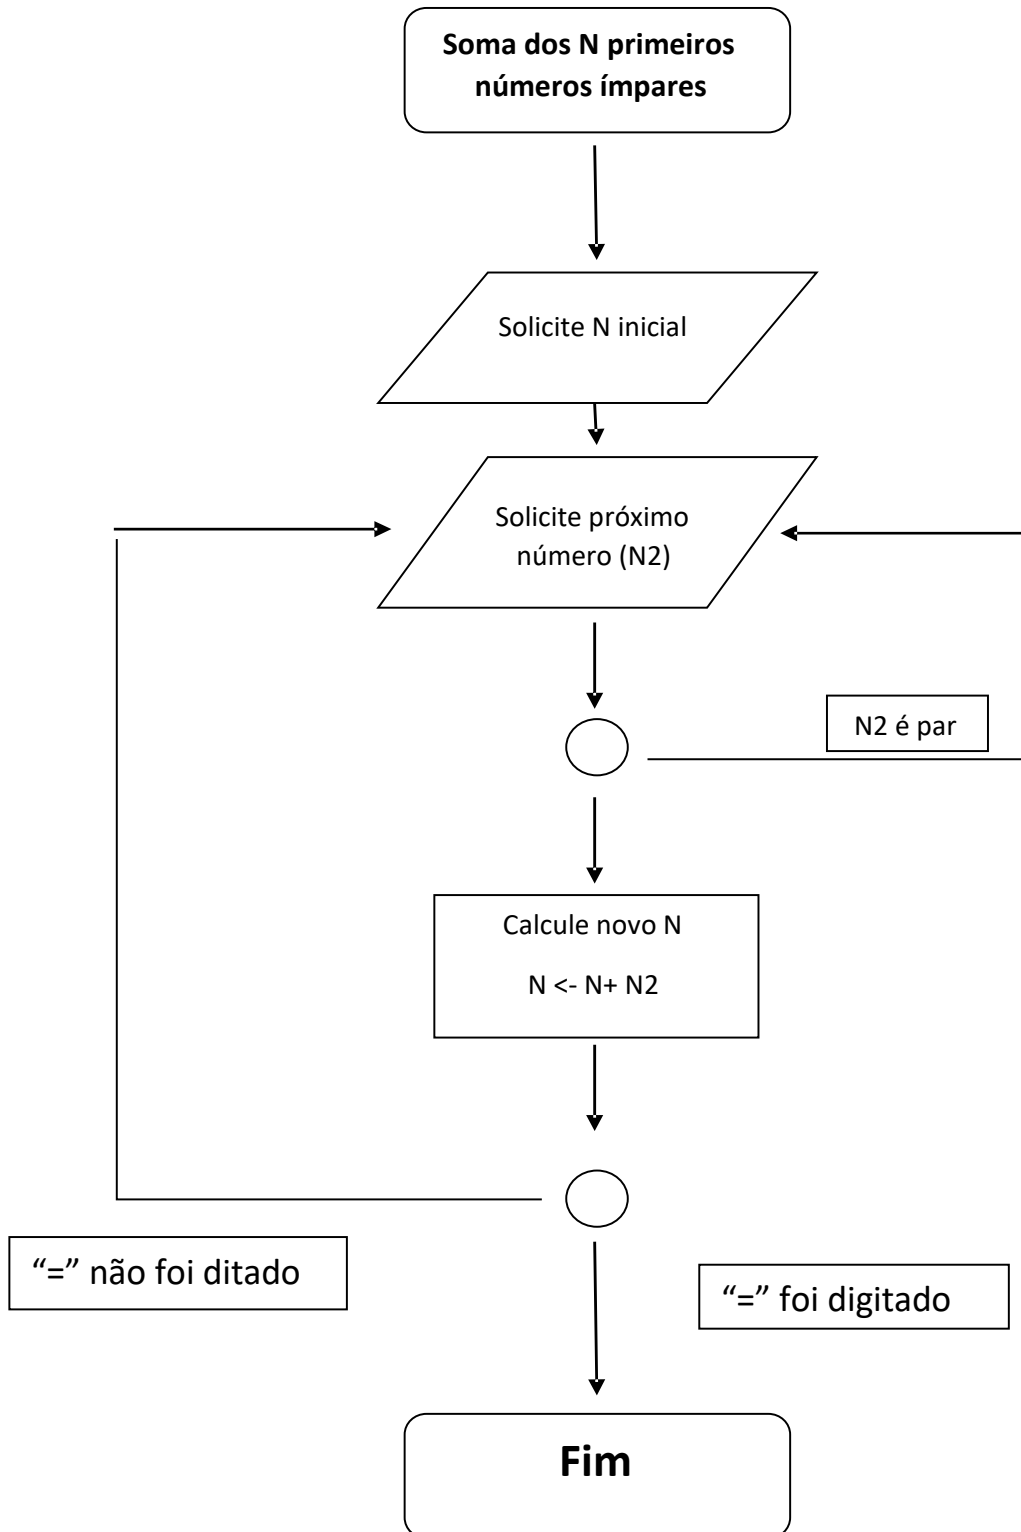 Soma dos N primeiros
números ímpares
Solicite N inicial
Solicite próximo
número (N2)
N2 é par
Calcule novo N
N <- N+ N2
“=” não foi ditado
“=” foi digitado
Fim